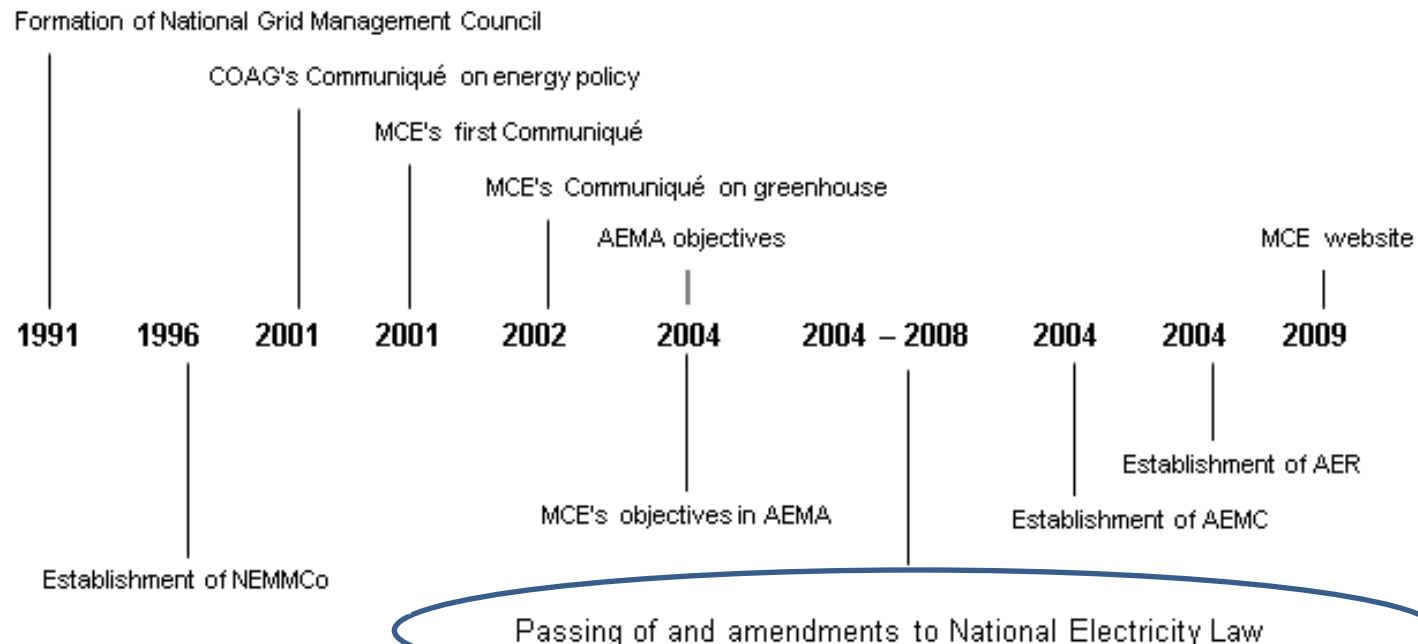 Formation of National Grid Management Council
COAG's Communiqué on energy policy
MCE's first Communiqué
MCE's Communiqué on greenhouse
AEMA objectives
MCE website
1991 1996 2001 2001 2002 2004 2004 – 2008 2004 2004 2009
Establishment of AER
MCE's objectives in AEMA
Establishment of AEMC
Establishment of NEMMCo
Passing of and amendments to National Electricity Law